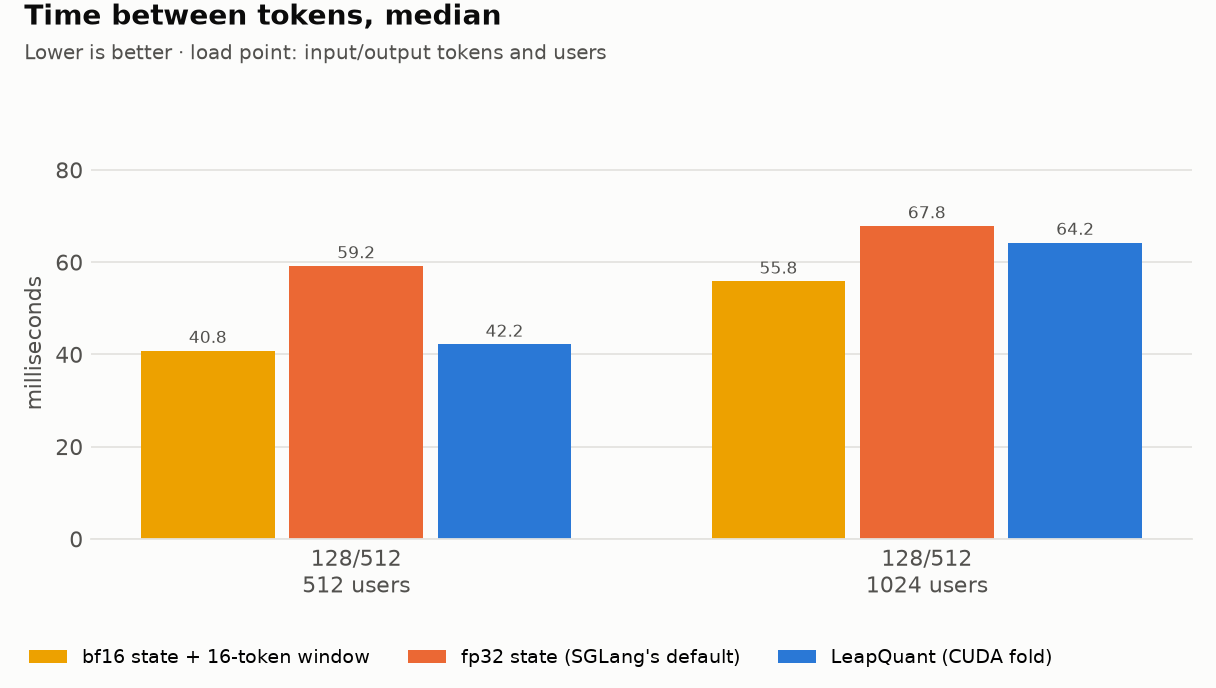 Time between tokens, median
Lower is better · load point: input/output tokens and users
milliseconds
80
60
40
20
0
40.8
59.2
42.2
55.8
67.8
64.2
128/512
512 users
128/512
1024 users
bf16 state + 16-token window
fp32 state (SGLang's default)
LeapQuant (CUDA fold)